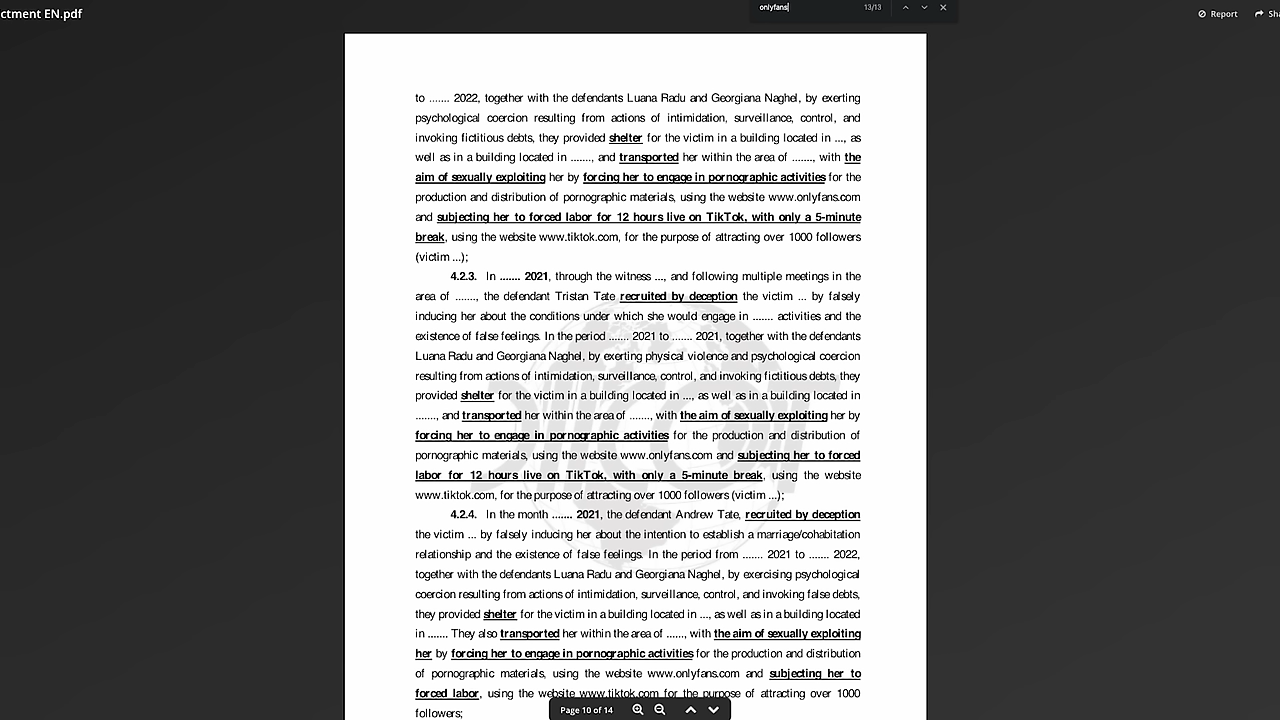 ctment EN.pdf
onlyfans
13/13
Report
Sha
to ....... 2022, together with the defendants Luana Radu and Georgiana Naghel, by exerting
psychological coercion resulting from actions of intimidation, surveillance, control, and
invoking fictitious debts, they provided shelter for the victim in a building located in ..., as
well as in a building located in ......., and transported her within the area of ......., with the
aim of sexually exploiting her by forcing her to engage in pornographic activities for the
production and distribution of pornographic materials, using the website www.onlyfans.com
and subjecting her to forced labor for 12 hours live on TikTok, with only a 5-minute
break, using the website www.tiktok.com, for the purpose of attracting over 1000 followers
(victim ...);
4.2.3. In ....... 2021, through the witness ..., and following multiple meetings in the
area of ......., the defendant Tristan Tate recruited by deception the victim ... by falsely
inducing her about the conditions under which she would engage in ....... activities and the
existence of false feelings. In the period ....... 2021 to ....... 2021, together with the defendants
Luana Radu and Georgiana Naghel, by exerting physical violence and psychological coercion
resulting from actions of intimidation, surveillance, control, and invoking fictitious debts, they
provided shelter for the victim in a building located in ..., as well as in a building located in
......., and transported her within the area of ......., with the aim of sexually exploiting her by
forcing her to engage in pornographic activities for the production and distribution of
pornographic materials, using the website www.onlyfans.com and subjecting her to forced
labor for 12 hours live on TikTok, with only a 5-minute break, using the website
www.tiktok.com, for the purpose of attracting over 1000 followers (victim ...);
4.2.4. In the month ....... 2021, the defendant Andrew Tate, recruited by deception
the victim ... by falsely inducing her about the intention to establish a marriage/cohabitation
relationship and the existence of false feelings. In the period from ....... 2021 to ....... 2022,
together with the defendants Luana Radu and Georgiana Naghel, by exercising psychological
coercion resulting from actions of intimidation, surveillance, control, and invoking false debts,
they provided shelter for the victim in a building located in ..., as well as in a building located
in ....... They also transported her within the area of ......, with the aim of sexually exploiting
her by forcing her to engage in pornographic activities for the production and distribution
of pornographic materials, using the website www.onlyfans.com and subjecting her to
forced labor, using the website www.tiktok.com for the purpose of attracting over 1000
followers;
Page 10 of 14